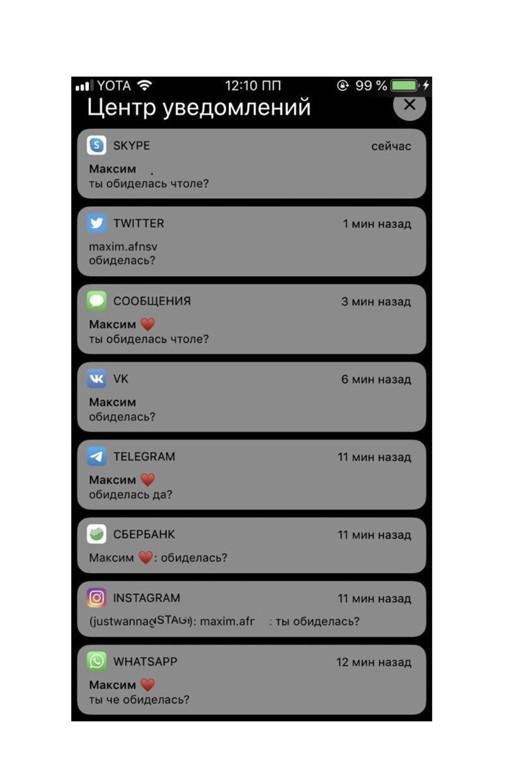 YOTA 12:10 ПП 99 %
Центр уведомлений
SKYPE сейчас
Максим
ты обиделась чтоле?
TWITTER 1 мин назад
maxim.afnsv
обиделась?
СООБЩЕНИЯ 3 мин назад
Максим ❤️
ты обиделась чтоле?
VK 6 мин назад
Максим
обиделась?
TELEGRAM 11 мин назад
Максим ❤️
обиделась да?
СБЕРБАНК 11 мин назад
Максим ❤️: обиделась?
INSTAGRAM 11 мин назад
maxim.afr : ты обиделась?
WHATSAPP 12 мин назад
Максим ❤️
ты че обиделась?